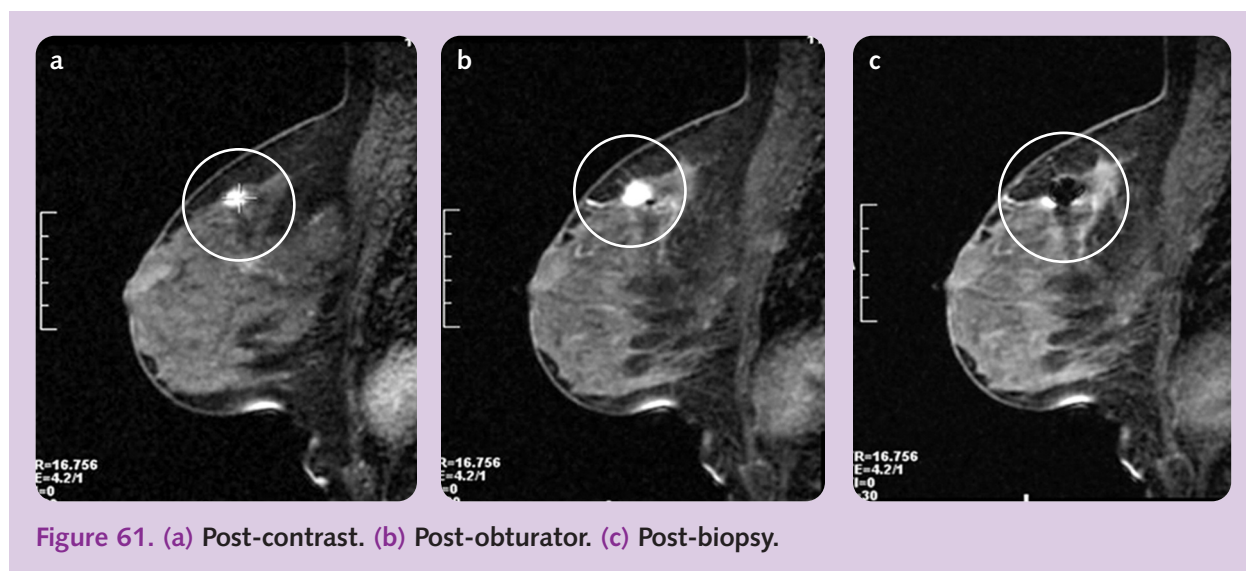 a
b
c
R=16.756
E=4.2/1
=0
R=16.756
E=4.2/1
=0
R=16.756
/E=4.2/1
I=0
30
Figure 61. (a) Post-contrast. (b) Post-obturator. (c) Post-biopsy.